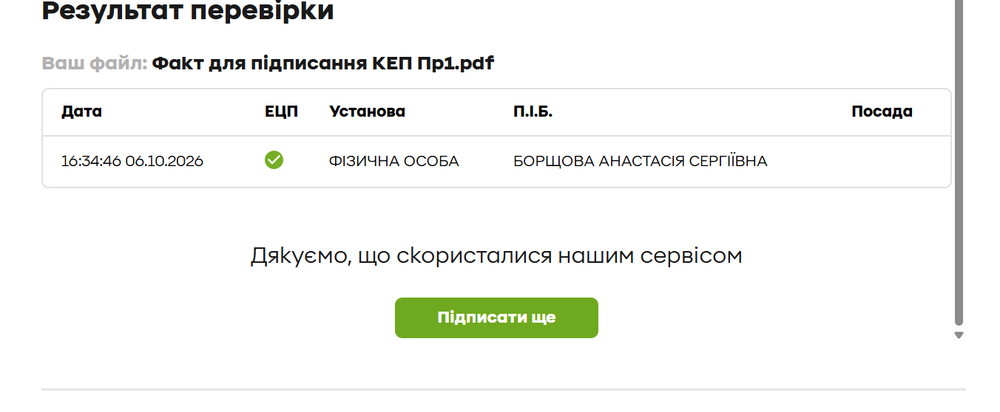 Результат перевірки
Ваш файл: Факт для підписання КЕП Пр1.pdf
Дата ЕЦП Установа П.І.Б. Посада
16:34:46 06.10.2026 ФІЗИЧНА ОСОБА БОРЩОВА АНАСТАСІЯ СЕРГІЇВНА
Дякуємо, що скористалися нашим сервісом
Підписати ще